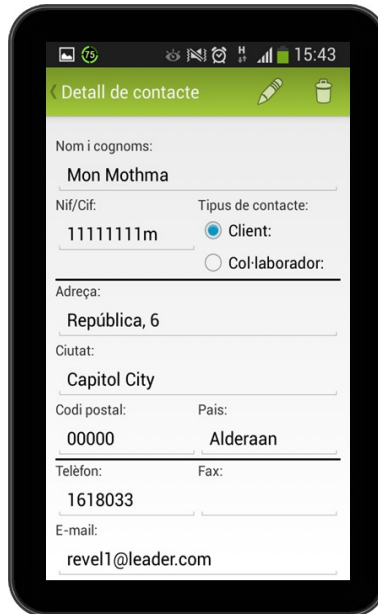 75 H 15:43
Detall de contacte
Nom i cognoms:
Mon Mothma
Nif/Cif: Tipus de contacte:
11111111m Client:
Col·laborador:
Adreça:
República, 6
Ciutat:
Capitol City
Codi postal: Pais:
00000 Alderaan
Telèfon: Fax:
1618033
E-mail:
revel1@leader.com